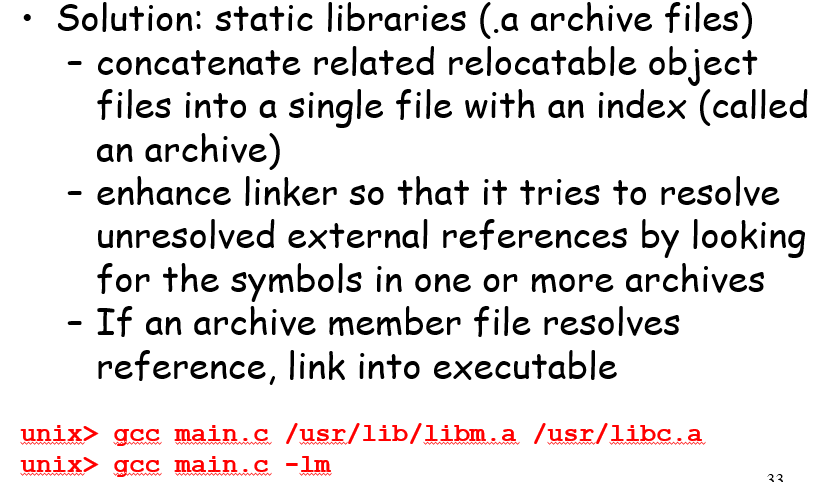 • Solution: static libraries (.a archive files)
– concatenate related relocatable object
files into a single file with an index (called
an archive)
– enhance linker so that it tries to resolve
unresolved external references by looking
for the symbols in one or more archives
– If an archive member file resolves
reference, link into executable
unix> gcc main.c /usr/lib/libm.a /usr/libc.a
unix> gcc main.c -lm
33